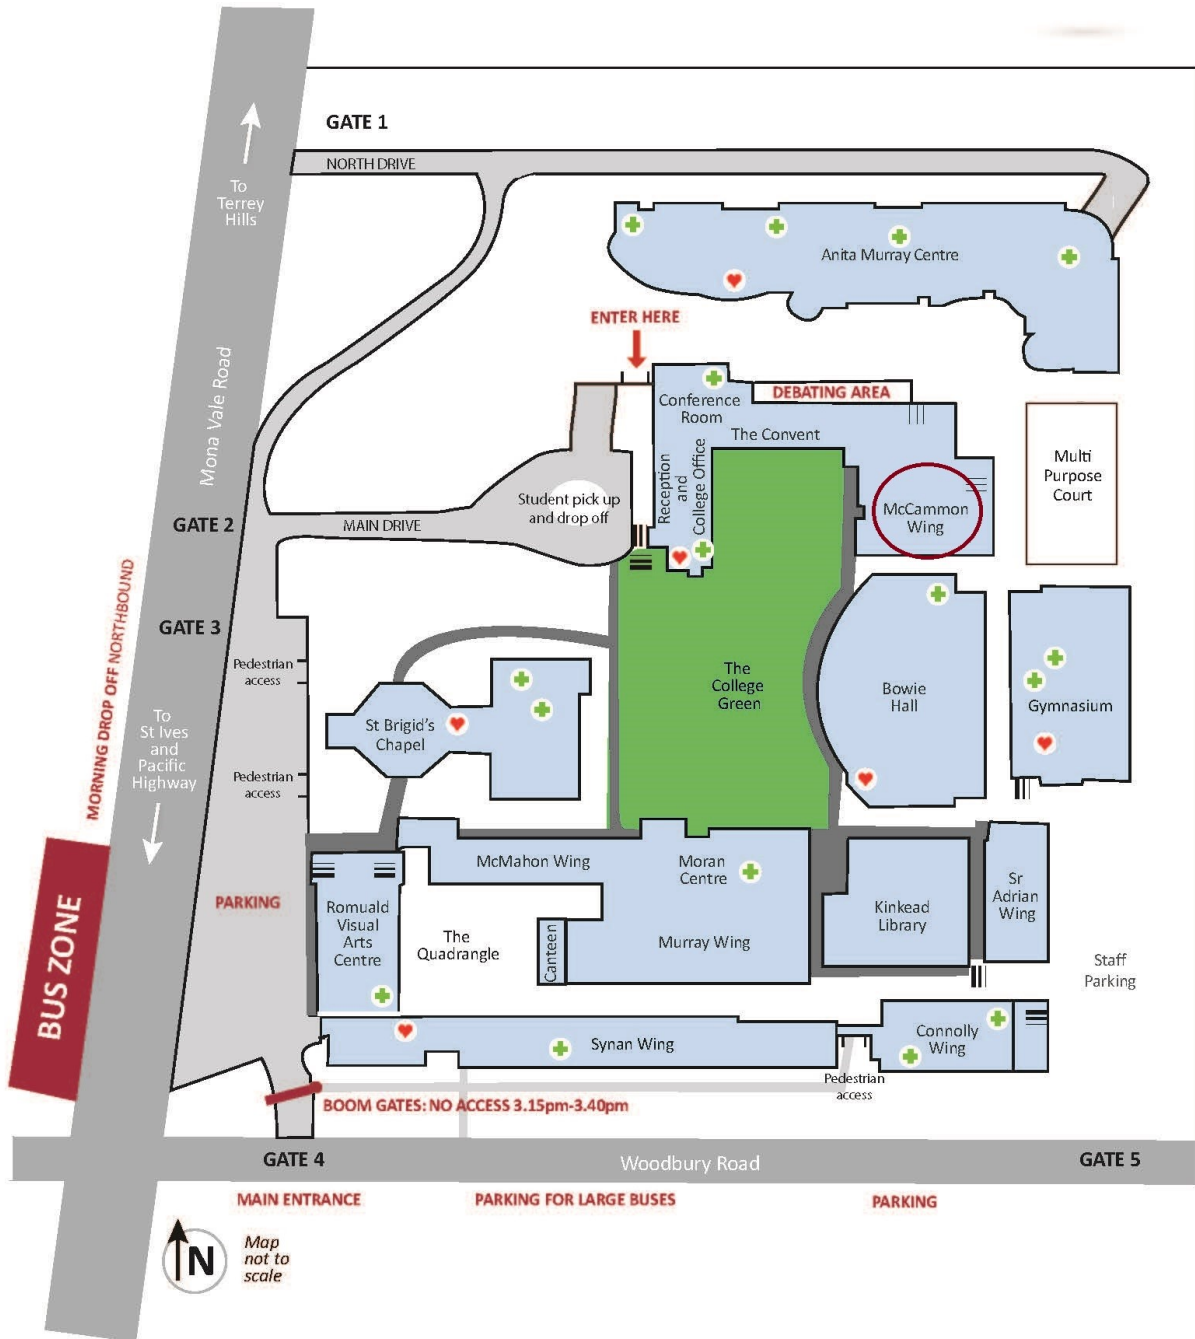 GATE 1
NORTH DRIVE
To
Terrey
Hills
Anita Murray Centre
ENTER HERE
Conference
Room
DEBATING AREA
The Convent
Reception
and
College Office
Mona Vale Road
Multi
Purpose
Court
Student pick up
and drop off
McCammon
Wing
GATE 2
MAIN DRIVE
MORNING DROP OFF NORTHBOUND
GATE 3
Pedestrian
access
The
College
Green
Bowie
Hall
Gymnasium
St Brigid's
Chapel
To
St Ives
and
Pacific
Highway
Pedestrian
access
McMahon Wing
Moran
Centre
Sr
Adrian
Wing
PARKING
Romuald
Visual
Arts
Centre
The
Quadrangle
Canteen
Murray Wing
Kinkead
Library
Staff
Parking
BUS ZONE
Synan Wing
Connolly
Wing
Pedestrian
access
BOOM GATES: NO ACCESS 3.15pm-3.40pm
GATE 4
Woodbury Road
GATE 5
MAIN ENTRANCE
PARKING FOR LARGE BUSES
PARKING
N
Map
not to
scale